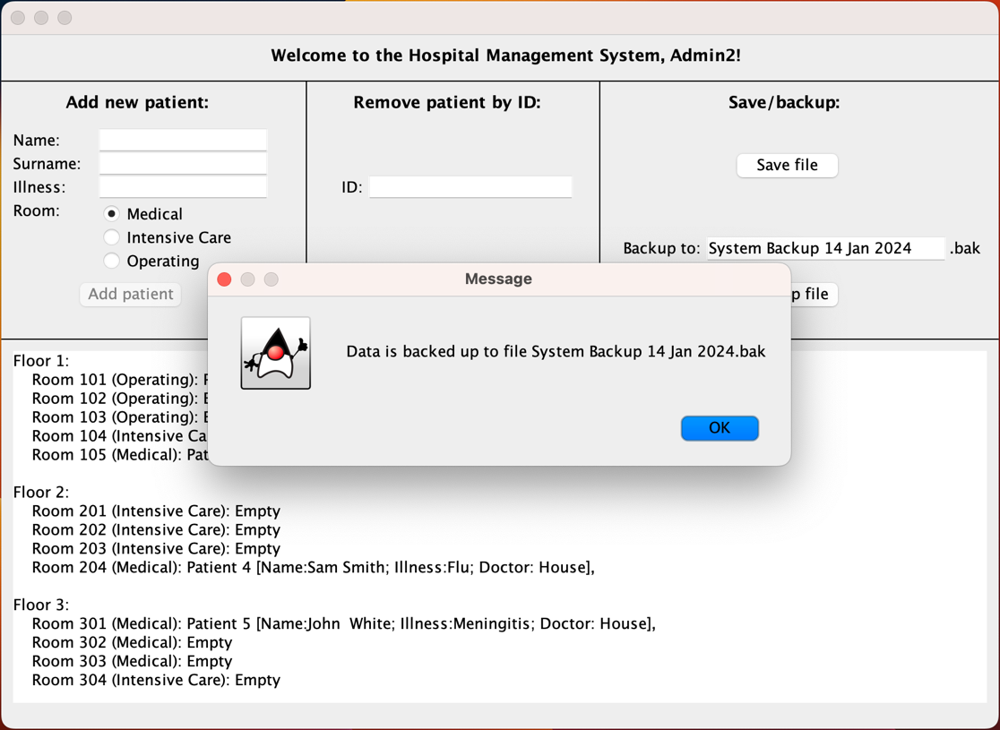 Welcome to the Hospital Management System, Admin2!
Add new patient:
Name:
Surname:
Illness:
Room:
Medical
Intensive Care
Operating
Add patient
Remove patient by ID:
ID:
Save/backup:
Save file
Backup to: System Backup 14 Jan 2024 .bak
p file
Message
Data is backed up to file System Backup 14 Jan 2024.bak
OK
Floor 1:
Room 101 (Operating):
Room 102 (Operating):
Room 103 (Operating):
Room 104 (Intensive Ca
Room 105 (Medical): Pat
Floor 2:
Room 201 (Intensive Care): Empty
Room 202 (Intensive Care): Empty
Room 203 (Intensive Care): Empty
Room 204 (Medical): Patient 4 [Name:Sam Smith; Illness:Flu; Doctor: House],
Floor 3:
Room 301 (Medical): Patient 5 [Name:John  White; Illness:Meningitis; Doctor: House],
Room 302 (Medical): Empty
Room 303 (Medical): Empty
Room 304 (Intensive Care): Empty